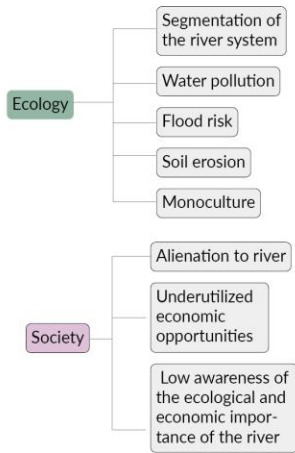 Ecology
Segmentation of
the river system
Water pollution
Flood risk
Soil erosion
Monoculture
Society
Alienation to river
Underutilized
economic
opportunities
Low awareness of
the ecological and
economic impor-
tance of the river